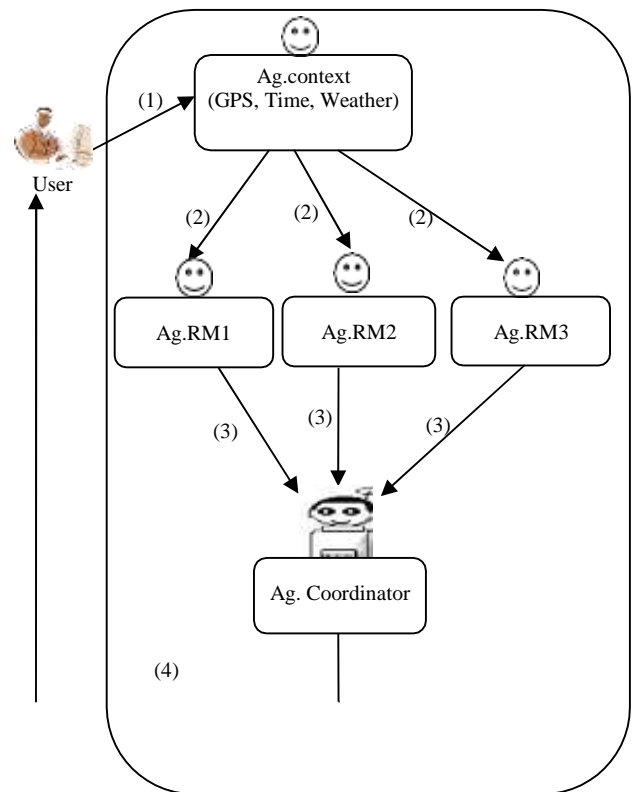 Ag.context
(GPS, Time, Weather)
(1)
User
(2)
(2)
(2)
Ag.RM1
Ag.RM2
Ag.RM3
(3)
(3)
(3)
Ag. Coordinator
(4)